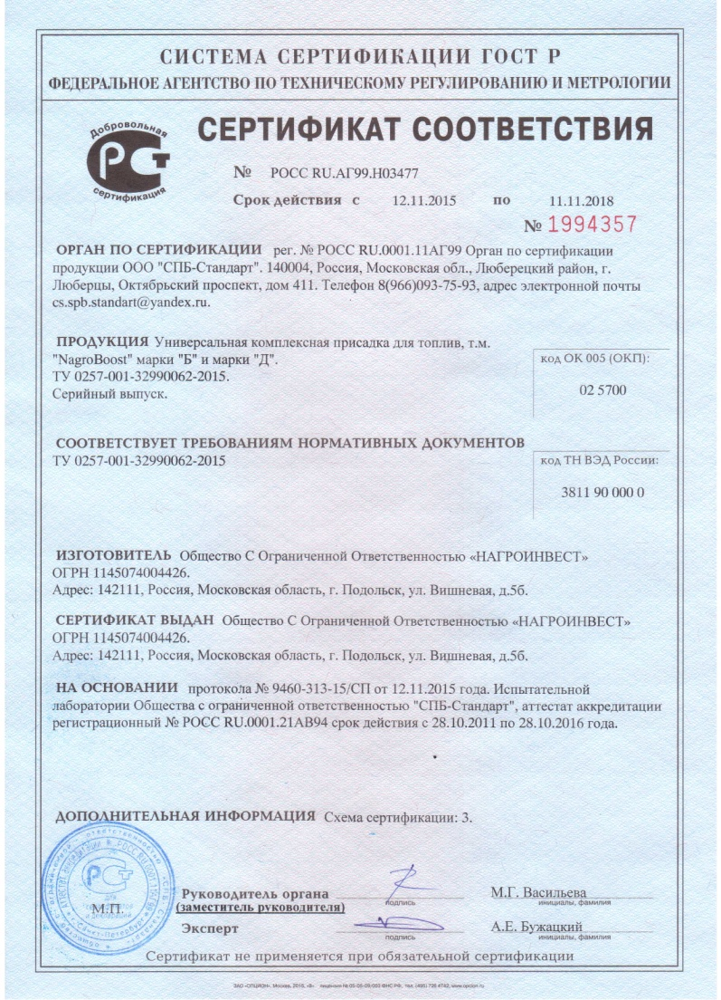 СИСТЕМА СЕРТИФИКАЦИИ ГОСТ Р
ФЕДЕРАЛЬНОЕ АГЕНТСТВО ПО ТЕХНИЧЕСКОМУ РЕГУЛИРОВАНИЮ И МЕТРОЛОГИИ
Добровольная
РСТ
сертификация
СЕРТИФИКАТ СООТВЕТСТВИЯ
№ РОСС RU.АГ99.Н03477
Срок действия с 12.11.2015 по 11.11.2018
№ 1994357
ОРГАН ПО СЕРТИФИКАЦИИ рег. № РОСС RU.0001.11АГ99 Орган по сертификации
продукции ООО "СПБ-Стандарт". 140004, Россия, Московская обл., Люберецкий район, г.
Люберцы, Октябрьский проспект, дом 411. Телефон 8(966)093-75-93, адрес электронной почты
cs.spb.standart@yandex.ru.
ПРОДУКЦИЯ Универсальная комплексная присадка для топлив, т.м.
"NagroBoost" марки "Б" и марки "Д".
ТУ 0257-001-32990062-2015.
Серийный выпуск.
код ОК 005 (ОКП):
02 5700
СООТВЕТСТВУЕТ ТРЕБОВАНИЯМ НОРМАТИВНЫХ ДОКУМЕНТОВ
ТУ 0257-001-32990062-2015
код ТН ВЭД России:
3811 90 000 0
ИЗГОТОВИТЕЛЬ Общество С Ограниченной Ответственностью «НАГРОИНВЕСТ»
ОГРН 1145074004426.
Адрес: 142111, Россия, Московская область, г. Подольск, ул. Вишневая, д.5б.
СЕРТИФИКАТ ВЫДАН Общество С Ограниченной Ответственностью «НАГРОИНВЕСТ»
ОГРН 1145074004426.
Адрес: 142111, Россия, Московская область, г. Подольск, ул. Вишневая, д.5б.
НА ОСНОВАНИИ протокола № 9460-313-15/СП от 12.11.2015 года. Испытательной
лаборатории Общества с ограниченной ответственностью "СПБ-Стандарт", аттестат аккредитации
регистрационный № РОСС RU.0001.21АВ94 срок действия с 28.10.2011 по 28.10.2016 года.
ДОПОЛНИТЕЛЬНАЯ ИНФОРМАЦИЯ Схема сертификации: 3.
М.П.
Руководитель органа
(заместитель руководителя)
подпись
М.Г. Васильева
инициалы, фамилия
Эксперт
подпись
А.Е. Бужацкий
инициалы, фамилия
Сертификат не применяется при обязательной сертификации